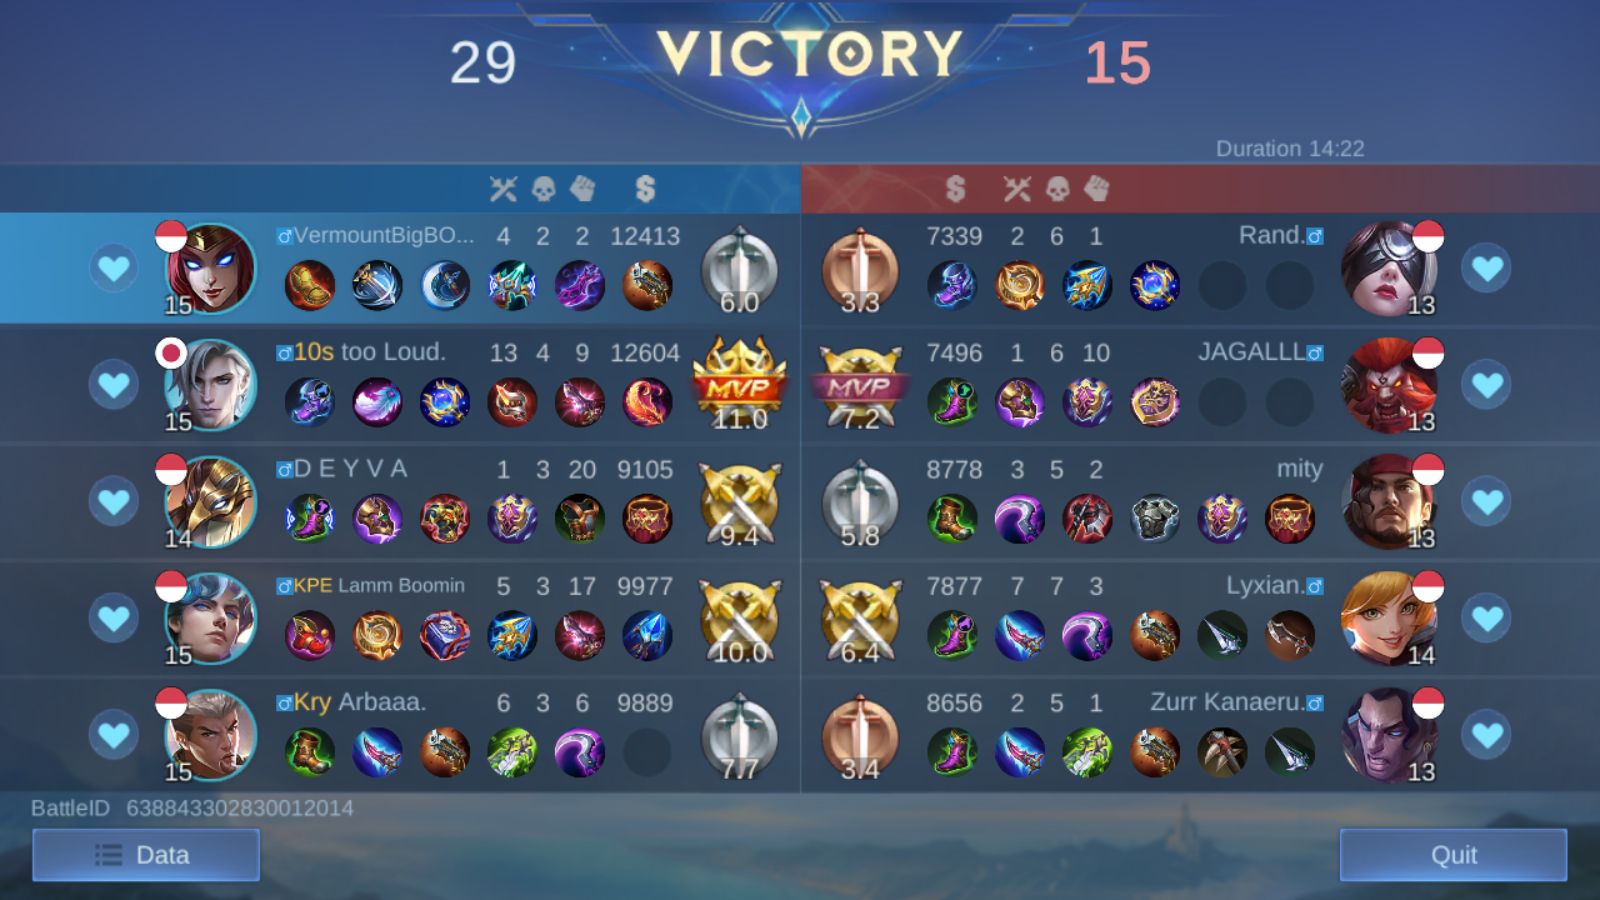 29 VICTORY 15
Duration 14:22
VermountBigBO... 4 2 2 12413 6.0 15
3.3 7339 2 6 1 Rand. 13
10s too Loud. 13 4 9 12604 MVP 11.0 15
MVP 7.2 7496 1 6 10 JAGALLL 13
D E Y V A 1 3 20 9105 9.4 14
5.8 8778 3 5 2 mity 13
KPE Lamm Boomin 5 3 17 9977 10.0 15
6.4 7877 7 7 3 Lyxian. 14
Kry Arbaaa. 6 3 6 9889 7.7 15
3.4 8656 2 5 1 Zurr Kanaeru. 13
BattleID 638843302830012014
Data
Quit